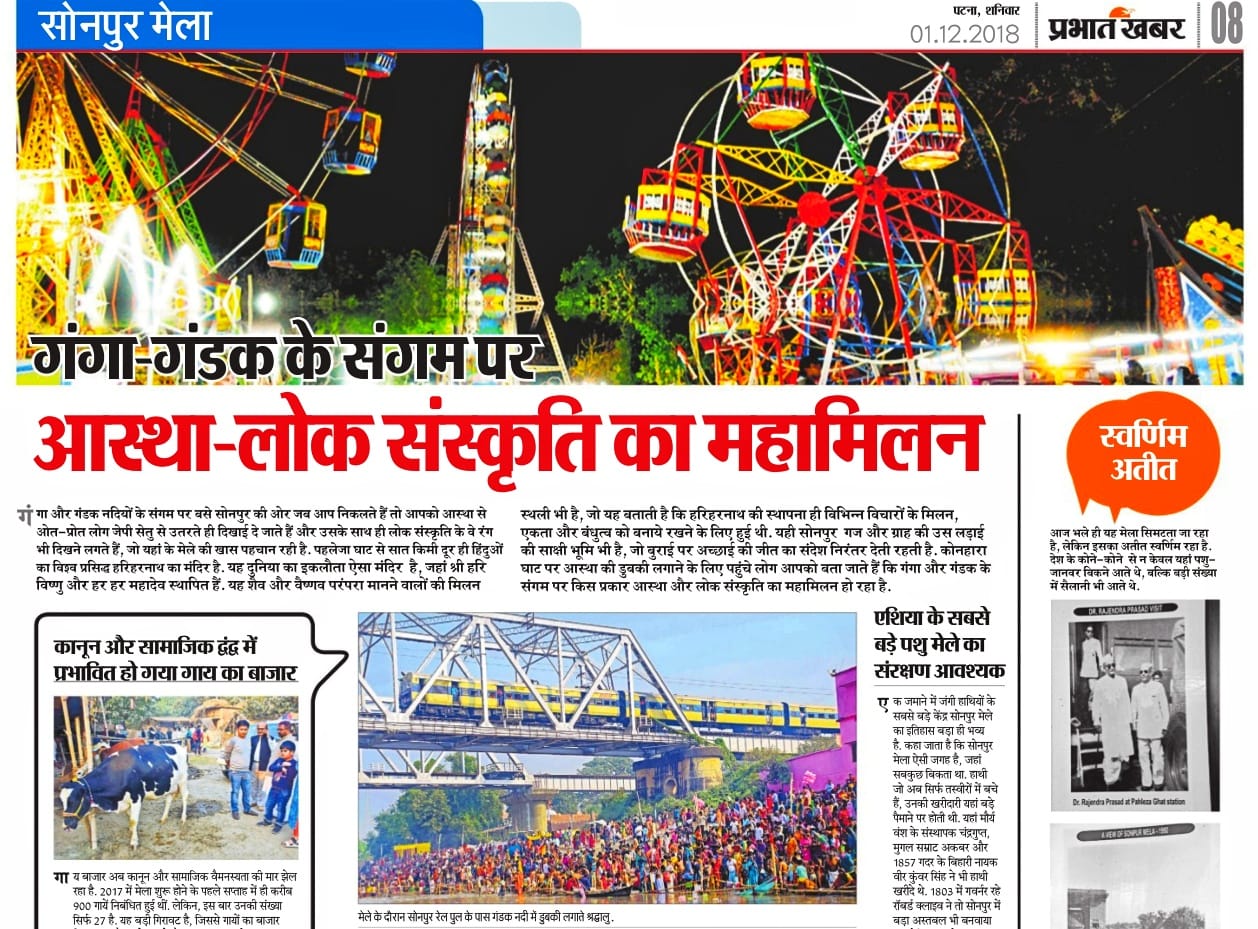 सोनपुर मेला
पटना, शनिवार
01.12.2018
प्रभात खबर
08
गंगा-गंडक के संगम पर
आस्था-लोक संस्कृति का महामिलन
गंगा और गंडक नदियों के संगम पर बसे सोनपुर की ओर जब आप निकलते हैं तो आपको आस्था से
ओत-प्रोत लोग जेपी सेतु से उतरते ही दिखाई दे जाते हैं और उसके साथ ही लोक संस्कृति के वे रंग
भी दिखने लगते हैं, जो यहां के मेले की खास पहचान रही है. पहलेजा घाट से सात किमी दूर ही हिंदुओं
का विश्व प्रसिद्ध हरिहरनाथ का मंदिर है. यह दुनिया का इकलौता ऐसा मंदिर है, जहां श्री हरि
विष्णु और हर हर महादेव स्थापित हैं. यह शैव और वैष्णव परंपरा मानने वालों की मिलन
स्थली भी है, जो यह बताती है कि हरिहरनाथ की स्थापना ही विभिन्न विचारों के मिलन,
एकता और बंधुत्व को बनाये रखने के लिए हुई थी. यही सोनपुर गज और ग्राह की उस लड़ाई
की साक्षी भूमि भी है, जो बुराई पर अच्छाई की जीत का संदेश निरंतर देती रहती है. कोनहारा
घाट पर आस्था की डुबकी लगाने के लिए पहुंचे लोग आपको बता जाते हैं कि गंगा और गंडक के
संगम पर किस प्रकार आस्था और लोक संस्कृति का महामिलन हो रहा है.
कानून और सामाजिक द्वंद्व में
प्रभावित हो गया गाय का बाजार
गाय बाजार अब कानून और सामाजिक वैमनस्यता की मार झेल
रहा है. 2017 में मेला शुरू होने के पहले सप्ताह में ही करीब
900 गायें निबंधित हुई थीं. लेकिन, इस बार उनकी संख्या
सिर्फ 27 है. यह बड़ी गिरावट है, जिससे गायों का बाजार
मेले के दौरान सोनपुर रेल पुल के पास गंडक नदी में डुबकी लगाते श्रद्धालु.
एशिया के सबसे
बड़े पशु मेले का
संरक्षण आवश्यक
एक जमाने में जंगी हाथियों के
सबसे बड़े केंद्र सोनपुर मेले
का इतिहास बड़ा ही भव्य
है. कहा जाता है कि सोनपुर
मेला ऐसी जगह है, जहां
सबकुछ बिकता था. हाथी
जो अब सिर्फ तस्वीरों में बचे
हैं, उनकी खरीदारी यहां बड़े
पैमाने पर होती थी. यहां मौर्य
वंश के संस्थापक चंद्रगुप्त,
मुगल सम्राट अकबर और
1857 गदर के बिहारी नायक
वीर कुंवर सिंह ने भी हाथी
खरीदे थे. 1803 में गवर्नर रहे
रॉबर्ड क्लाइव ने तो सोनपुर में
बड़ा अस्तबल भी बनवाया
स्वर्णिम
अतीत
आज भले ही यह मेला सिमटता जा रहा
है, लेकिन इसका अतीत स्वर्णिम रहा है.
देश के कोने-कोने से न केवल यहां पशु-
जानवर बिकने आते थे, बल्कि बड़ी संख्या
में सैलानी भी आते थे.
DR. RAJENDRA PRASAD VISIT
Dr. Rajendra Prasad at Pahleza Ghat station
A VIEW OF SONPUR MELA - 1950